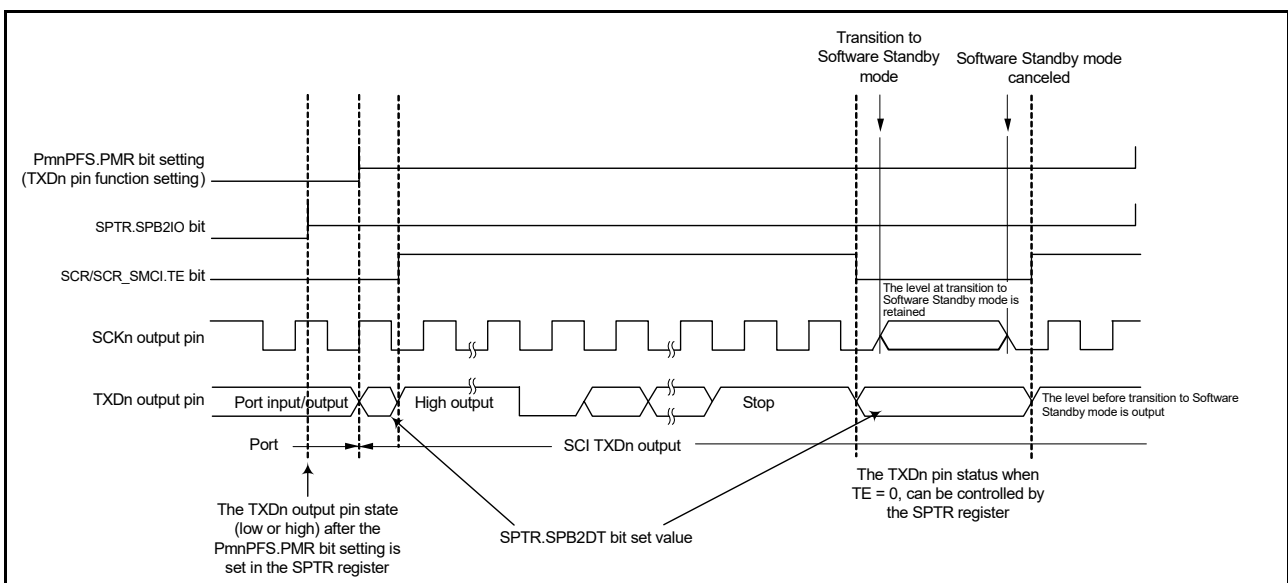 Transition to
Software Standby
mode
Software Standby mode
canceled
PmnPFS.PMR bit setting
(TXDn pin function setting)
SPTR.SPB2IO bit
SCR/SCR_SMCI.TE bit
The level at transition to
Software Standby mode is
retained
SCKn output pin
TXDn output pin
Port input/output
High output
Stop
The level before transition to Software
Standby mode is output
Port
SCI TXDn output
The TXDn output pin state
(low or high) after the
PmnPFS.PMR bit setting is
set in the SPTR register
SPTR.SPB2DT bit set value
The TXDn pin status when
TE = 0, can be controlled by
the SPTR register